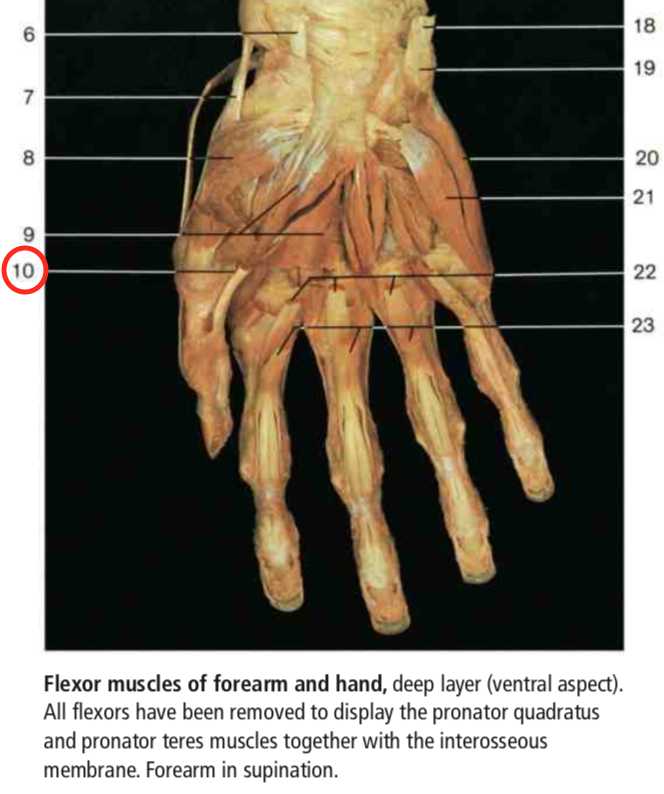 6
18
19
7
8
20
21
9
10
22
23
Flexor muscles of forearm and hand, deep layer (ventral aspect).
All flexors have been removed to display the pronator quadratus
and pronator teres muscles together with the interosseous
membrane. Forearm in supination.